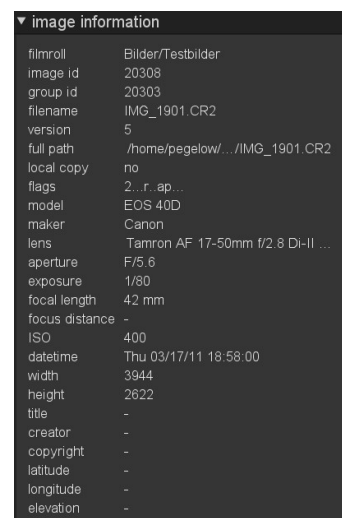 ▼ image information
filmroll Bilder/Testbilder
image id 20308
group id 20303
filename IMG_1901.CR2
version 5
full path /home/pegelow/.../IMG_1901.CR2
local copy no
flags 2...r..ap...
model EOS 40D
maker Canon
lens Tamron AF 17-50mm f/2.8 Di-II ...
aperture F/5.6
exposure 1/80
focal length 42 mm
focus distance -
ISO 400
datetime Thu 03/17/11 18:58:00
width 3944
height 2622
title -
creator -
copyright -
latitude -
longitude -
elevation -